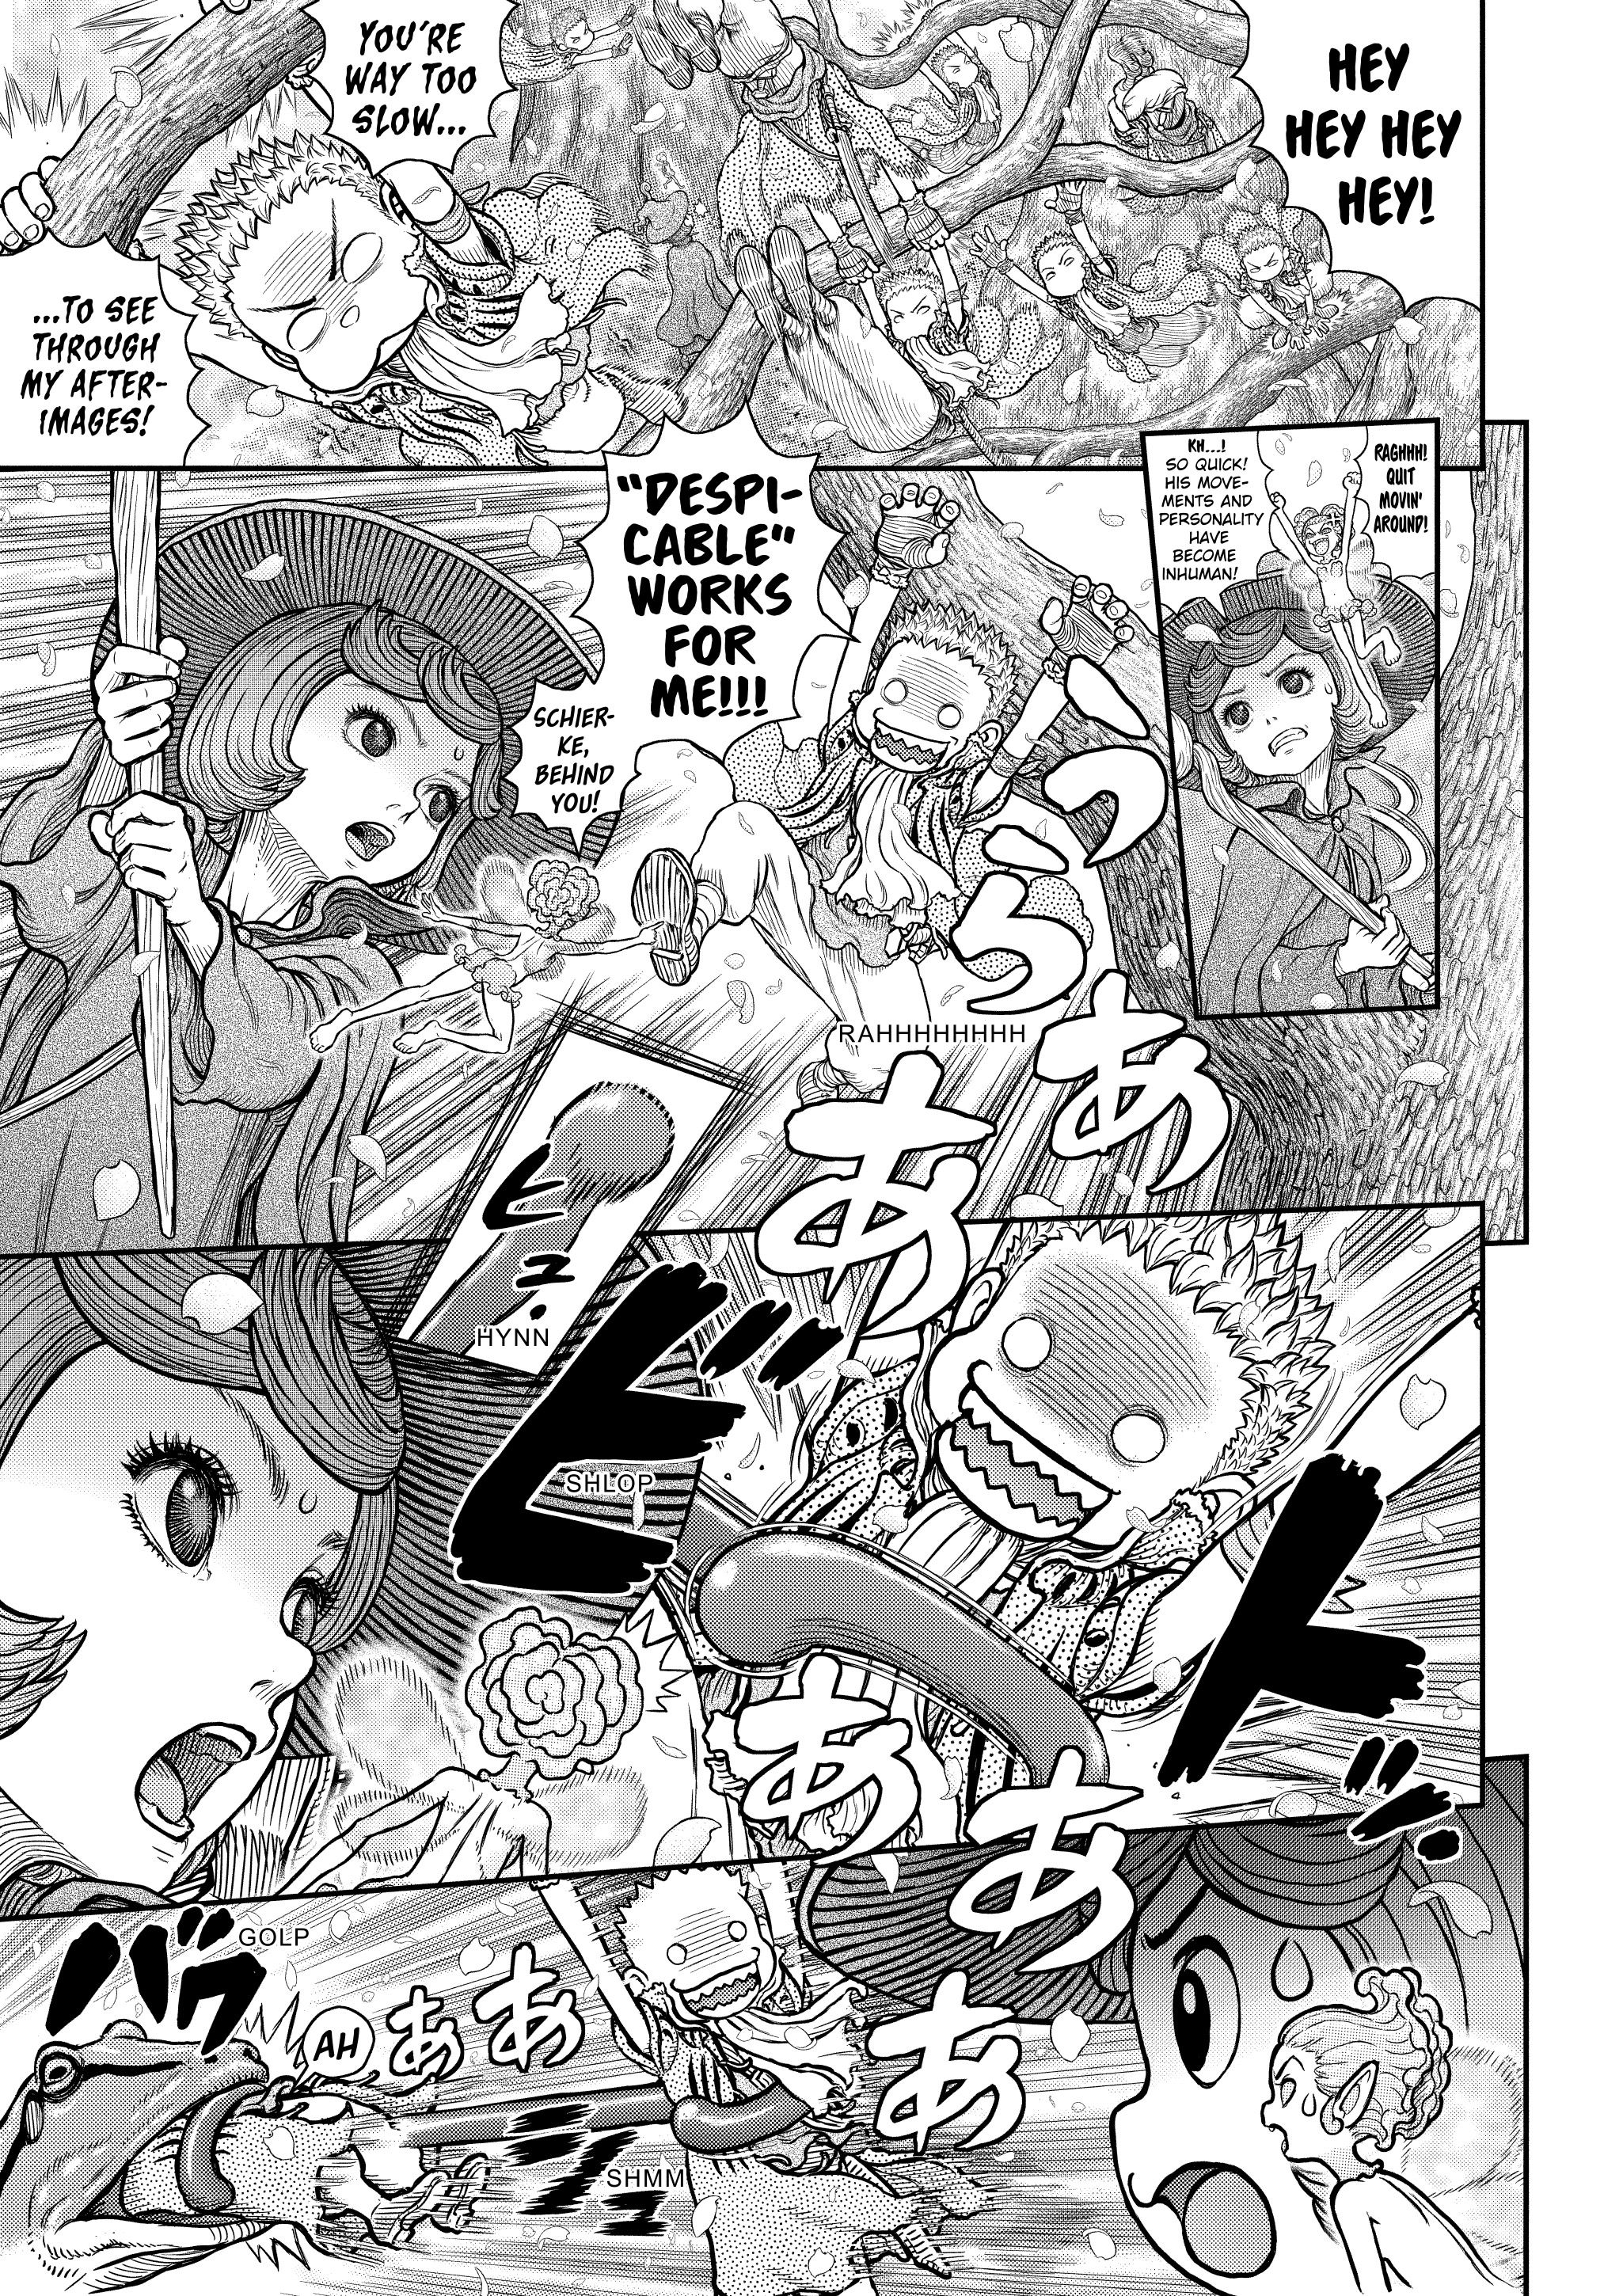 HEY
HEY HEY
HEY!
YOU'RE
WAY TOO
SLOW...
...TO SEE
THROUGH
MY AFTER-
IMAGES!
RAGHHH!
QUIT
MOVIN'
AROUND!
KH...!
SO QUICK!
HIS MOVE-
MENTS AND
PERSONALITY
HAVE
BECOME
INHUMAN!
"DESPI-
CABLE"
WORKS
FOR
ME!!!
SCHIER-
KE,
BEHIND
YOU!
うらっ
ああ
RAHHHHHHHHH
ヒュ
HYNN
ビト
SHLOP
ああああ
ああ
AH
バク
GOLP
SHMM